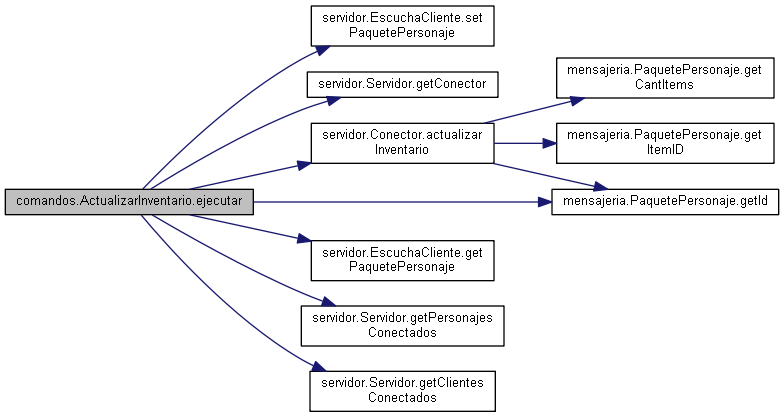 servidor.EscuchaCliente.set
PaquetePersonaje
servidor.Servidor.getConector
mensajeria.PaquetePersonaje.get
CantItems
servidor.Conector.actualizar
Inventario
mensajeria.PaquetePersonaje.get
ItemID
comandos.ActualizarInventario.ejecutar
mensajeria.PaquetePersonaje.getId
servidor.EscuchaCliente.get
PaquetePersonaje
servidor.Servidor.getPersonajes
Conectados
servidor.Servidor.getClientes
Conectados